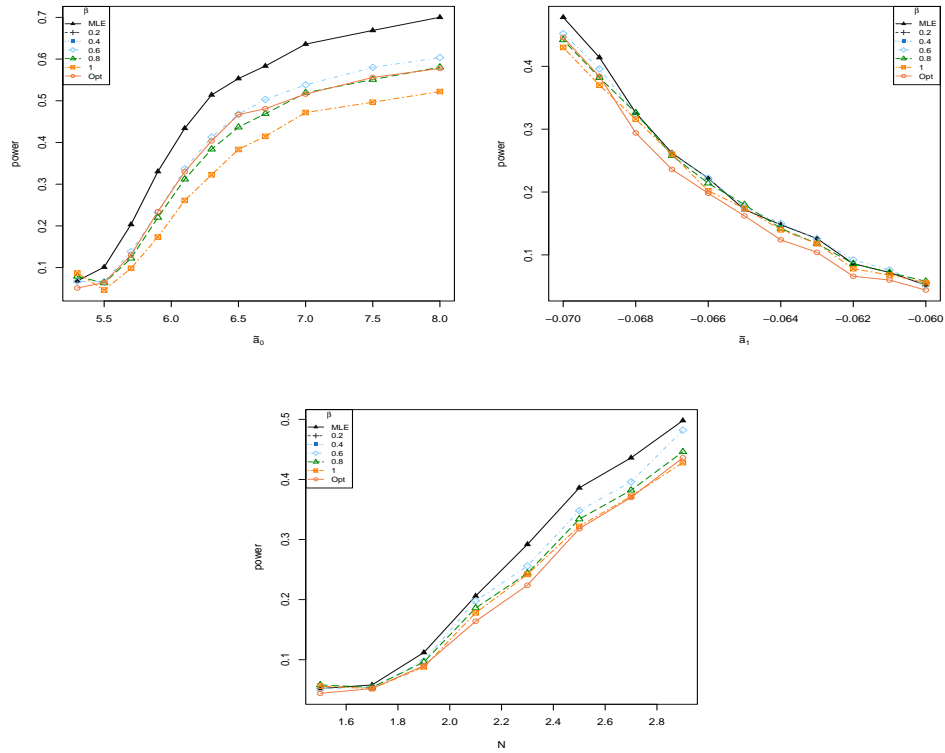 β
MLE
0.2
0.4
0.6
0.8
1
Opt
power
0.1 0.2 0.3 0.4 0.5 0.6 0.7
5.5 6.0 6.5 7.0 7.5 8.0
ã₀
β
MLE
0.2
0.4
0.6
0.8
1
Opt
power
0.1 0.2 0.3 0.4
−0.070 −0.068 −0.066 −0.064 −0.062 −0.060
ã₁
β
MLE
0.2
0.4
0.6
0.8
1
Opt
power
0.1 0.2 0.3 0.4 0.5
1.6 1.8 2.0 2.2 2.4 2.6 2.8
N